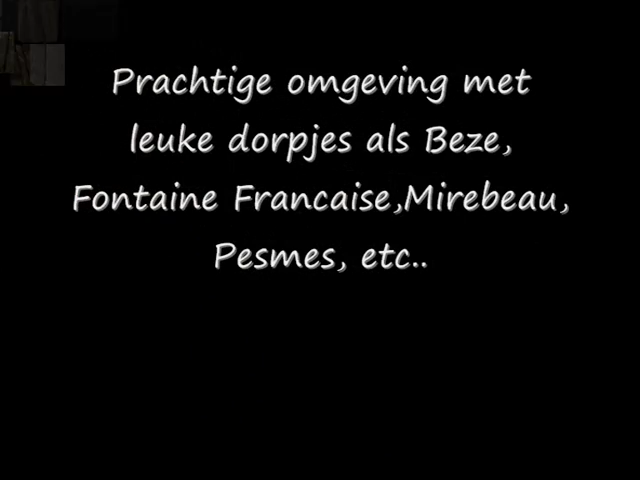 Prachtige omgeving met
leuke dorpjes als Beze,
Fontaine Francaise,Mirebeau,
Pesmes, etc..